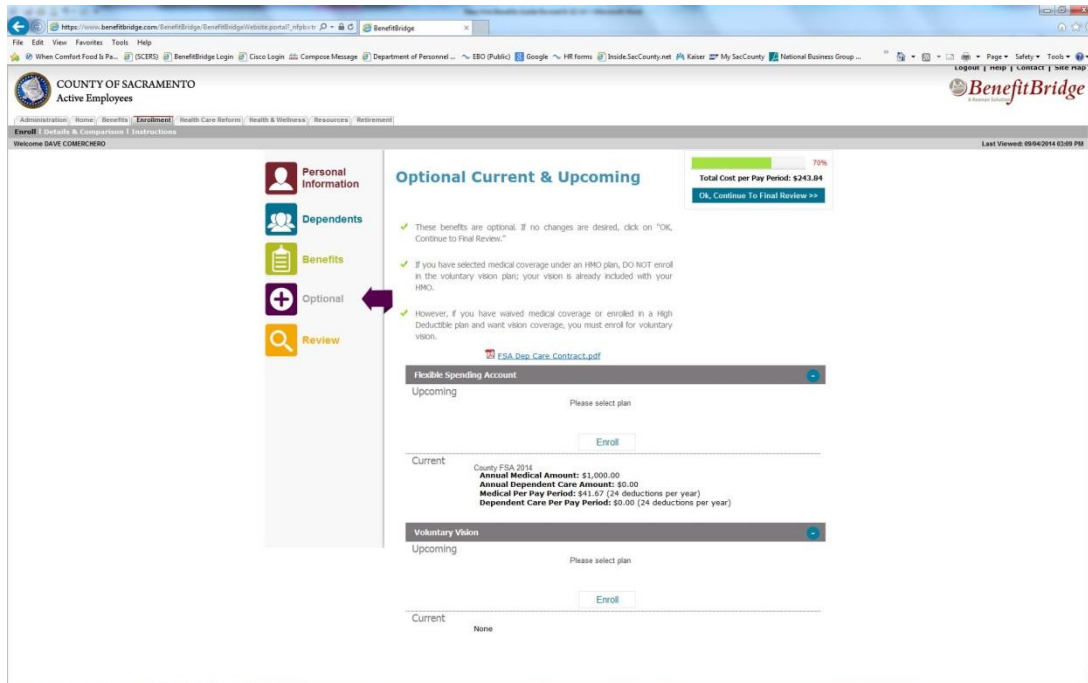 https://www.benefitbridge.com/BenefitBridge/BenefitBridgeWebsite.portal?_nfpb=tr
BenefitBridge
File Edit View Favorites Tools Help
When Comfort Food Is Pa... (SCERS) BenefitBridge Login Cisco Login Compose Message Department of Personnel ... EBO (Public) Google HR forms Inside.SacCounty.net Kaiser My SacCounty National Business Group ... Page Safety Tools
Logout | Help | Contact | Site Map
COUNTY OF SACRAMENTO
Active Employees
BenefitBridge
A Keenan Solution
Administration Home Benefits Enrollment Health Care Reform Health & Wellness Resources Retirement
Enroll | Details & Comparison | Instructions
Welcome DAVE COMERCHERO
Last Viewed: 09/04/2014 03:09 PM
Personal Information
Dependents
Benefits
Optional
Review
Optional Current & Upcoming
70%
Total Cost per Pay Period: $243.84
Ok, Continue To Final Review >>
These benefits are optional. If no changes are desired, click on "OK,
Continue to Final Review."
If you have selected medical coverage under an HMO plan, DO NOT enroll
in the voluntary vision plan; your vision is already included with your
HMO.
However, if you have waived medical coverage or enrolled in a High
Deductible plan and want vision coverage, you must enroll for voluntary
vision.
FSA Dep Care Contract.pdf
Flexible Spending Account
Upcoming
Please select plan
Enroll
Current
County FSA 2014
Annual Medical Amount: $1,000.00
Annual Dependent Care Amount: $0.00
Medical Per Pay Period: $41.67 (24 deductions per year)
Dependent Care Per Pay Period: $0.00 (24 deductions per year)
Voluntary Vision
Upcoming
Please select plan
Enroll
Current
None